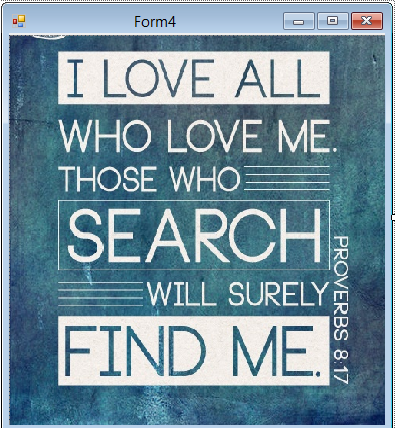 Form4
I LOVE ALL
WHO LOVE ME.
THOSE WHO
SEARCH
WILL SURELY
FIND ME.
PROVERBS 8:17